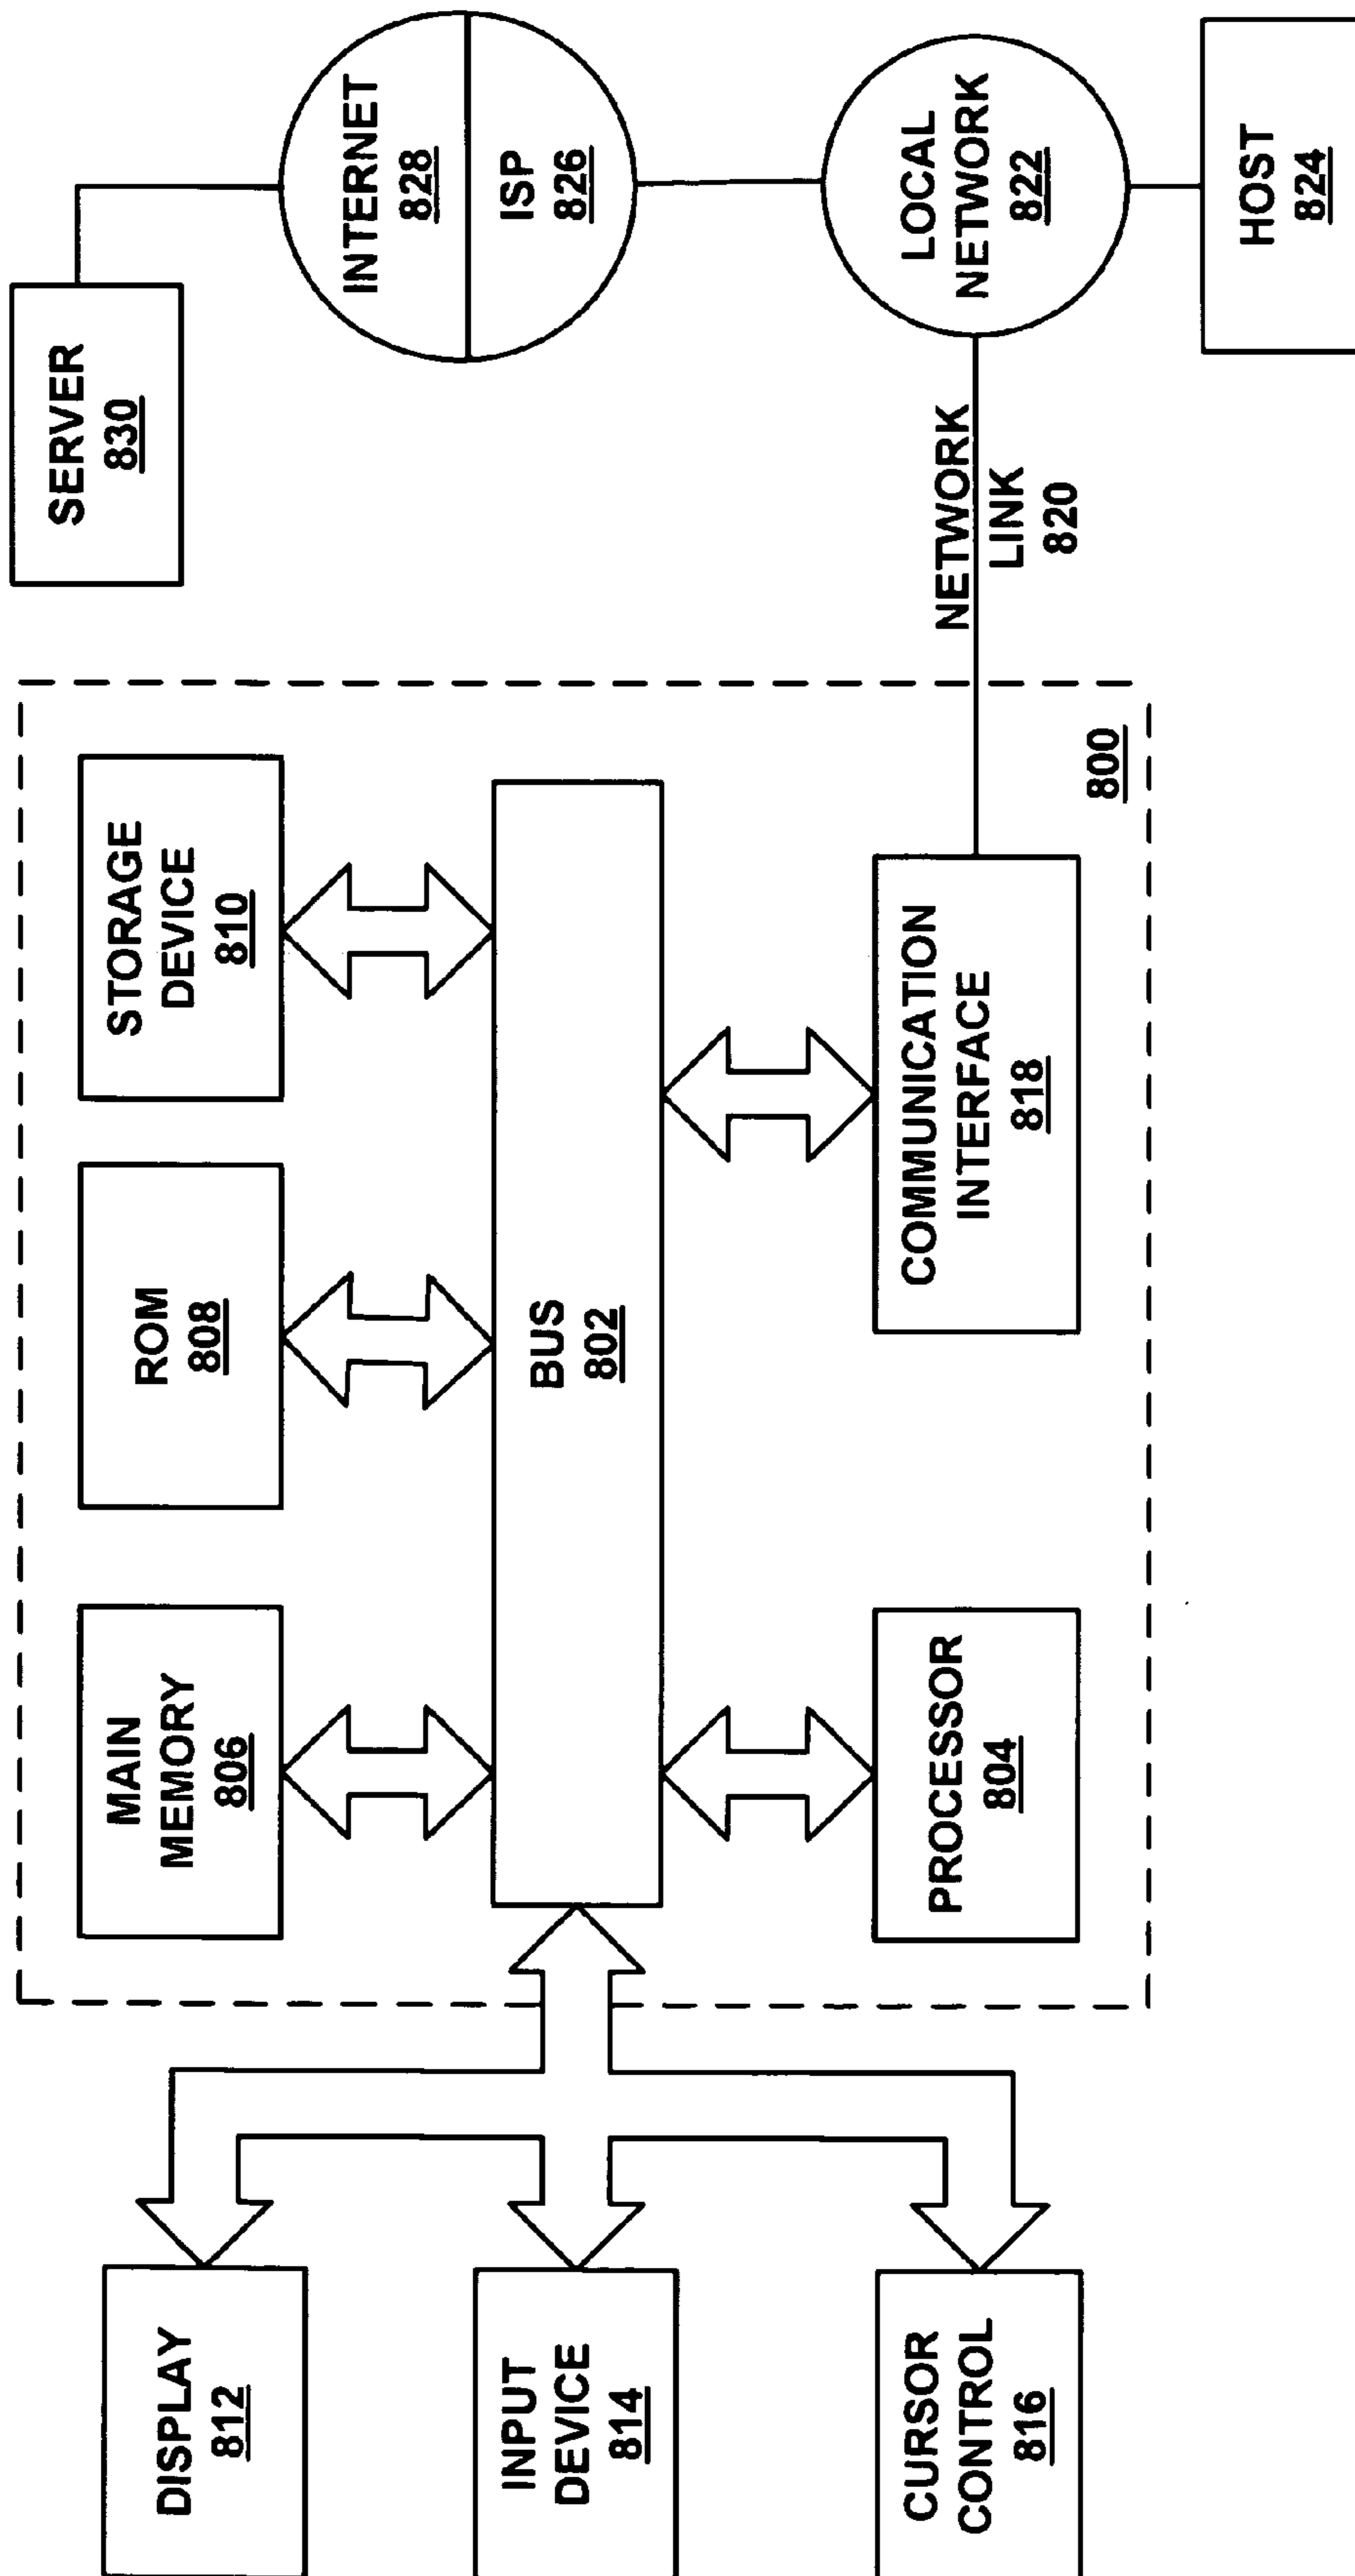 DISPLAY
812
INPUT
DEVICE
814
CURSOR
CONTROL
816
MAIN
MEMORY
806
ROM
808
STORAGE
DEVICE
810
BUS
802
PROCESSOR
804
COMMUNICATION
INTERFACE
818
800
SERVER
830
INTERNET
828
ISP
826
NETWORK
LINK
820
LOCAL
NETWORK
822
HOST
824